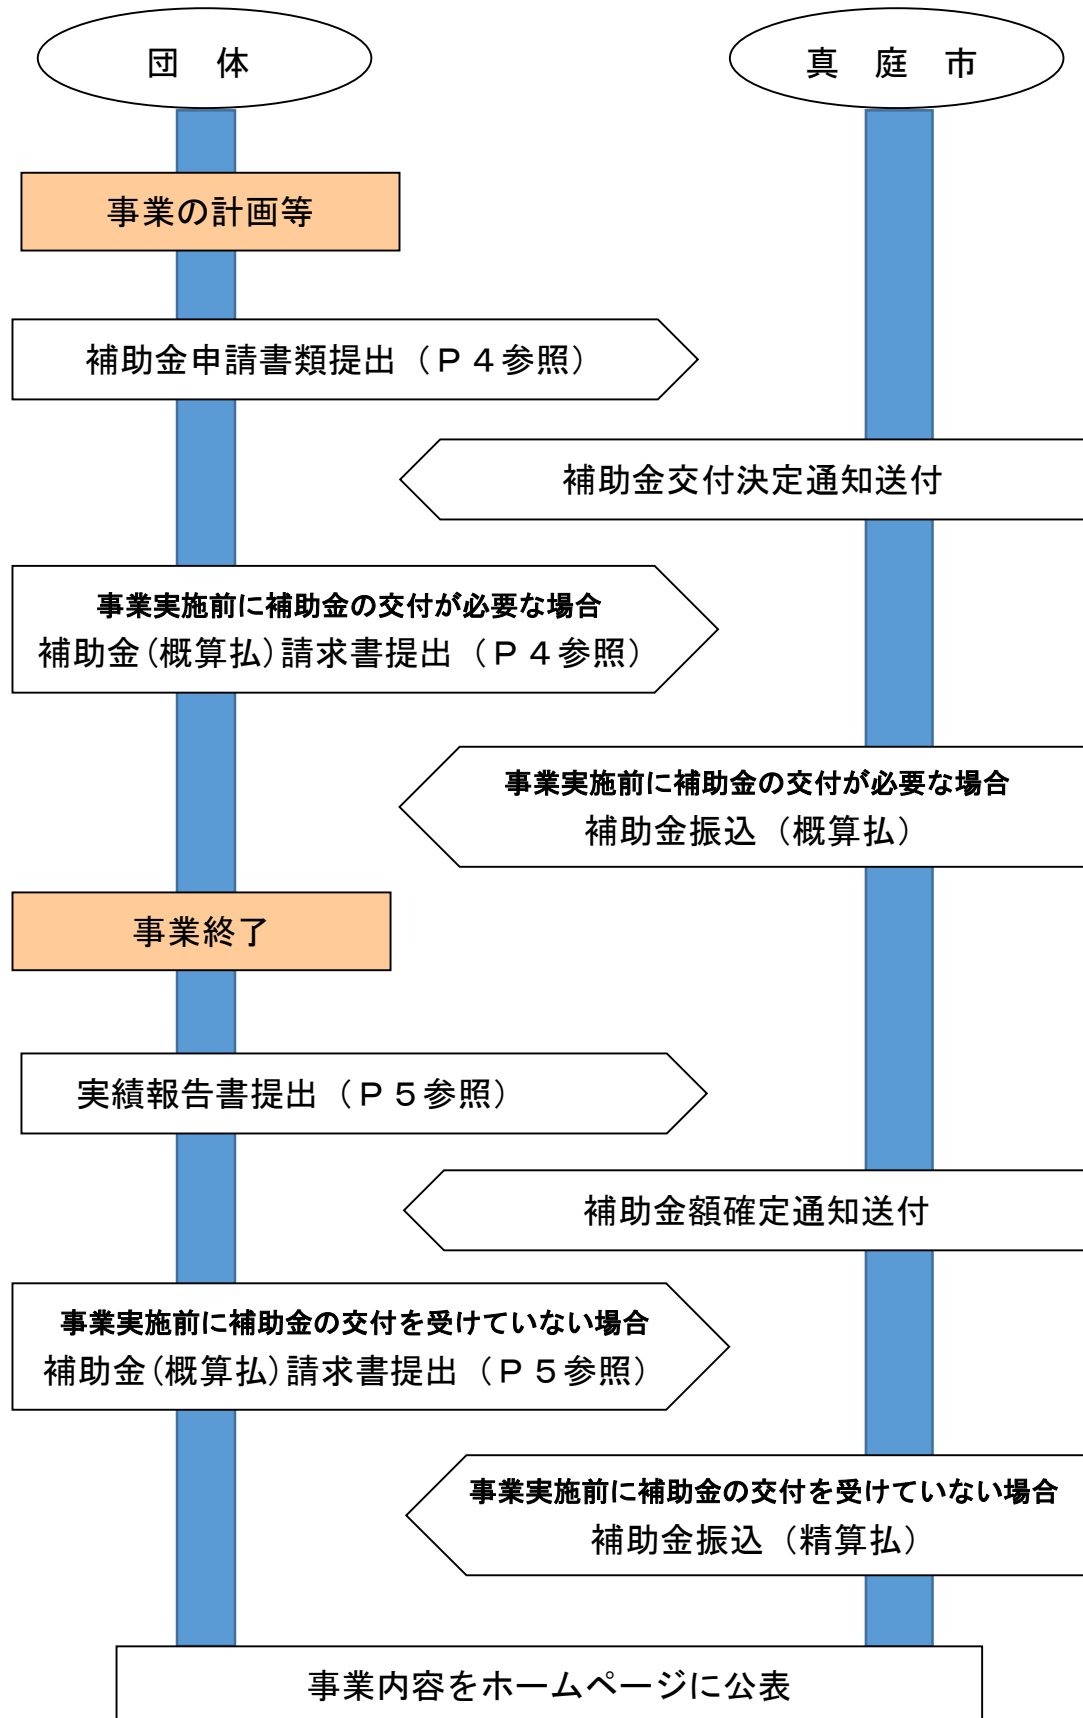 団　体
真　庭　市
事業の計画等
補助金申請書類提出（Ｐ４参照）
補助金交付決定通知送付
事業実施前に補助金の交付が必要な場合
補助金(概算払)請求書提出（Ｐ４参照）
事業実施前に補助金の交付が必要な場合
補助金振込（概算払）
事業終了
実績報告書提出（Ｐ５参照）
補助金額確定通知送付
事業実施前に補助金の交付を受けていない場合
補助金(概算払)請求書提出（Ｐ５参照）
事業実施前に補助金の交付を受けていない場合
補助金振込（精算払）
事業内容をホームページに公表